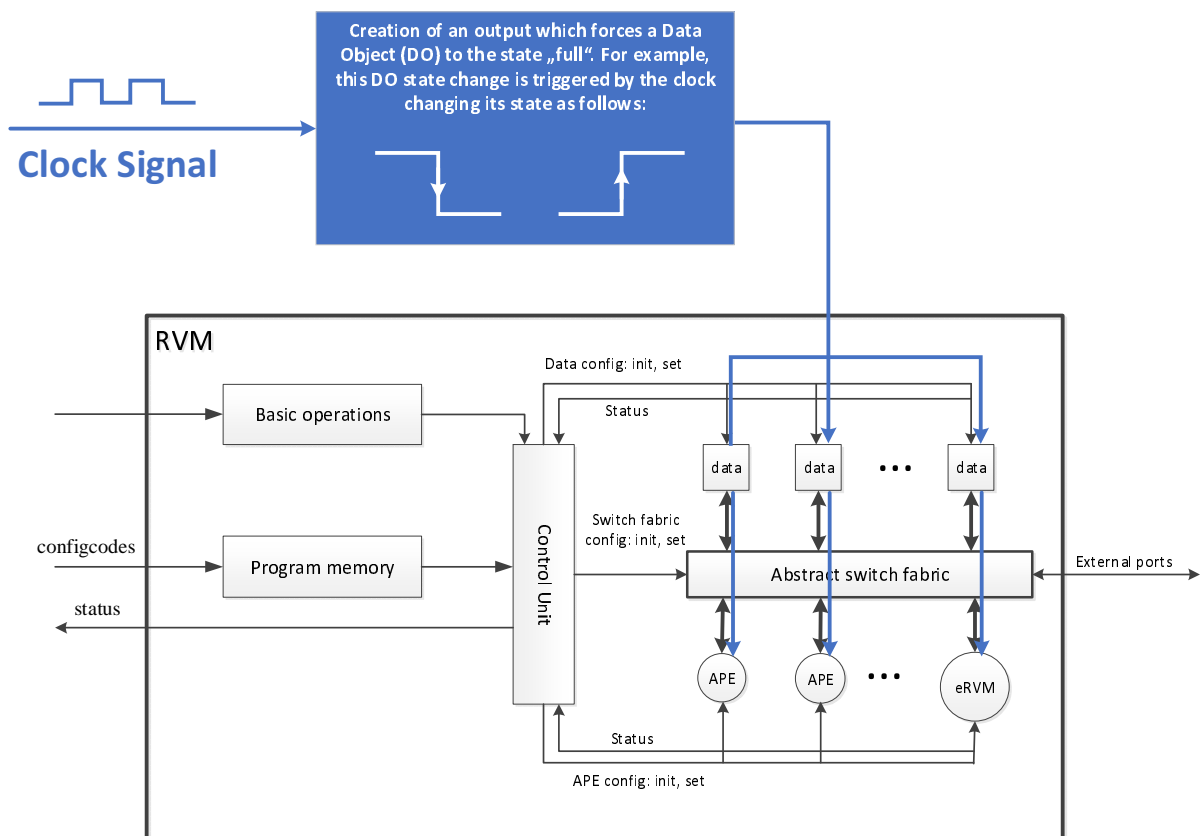 Creation of an output which forces a Data
Object (DO) to the state „full“. For example,
this DO state change is triggered by the clock
changing its state as follows:
Clock Signal
RVM
Data config: init, set
Basic operations
Status
data
data
...
data
Control Unit
Switch fabric
config: init, set
configcodes
Program memory
Abstract switch fabric
External ports
status
APE
APE
...
eRVM
Status
APE config: init, set